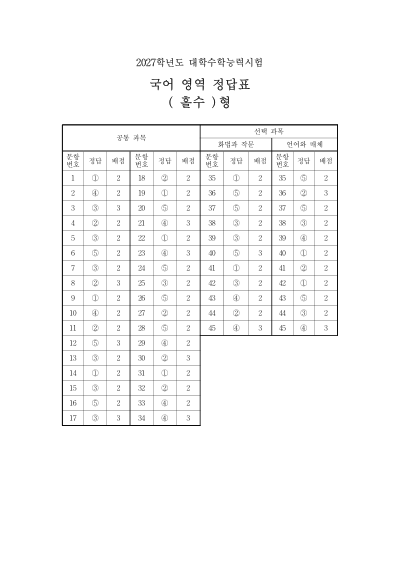 2027학년도 대학수학능력시험
국어 영역 정답표
( 홀수 )형
공통 과목 선택 과목
화법과 작문 언어와 매체
문항번호 정답 배점 문항번호 정답 배점 문항번호 정답 배점 문항번호 정답 배점
1 ① 2 18 ② 2 35 ① 2 35 ⑤ 2
2 ④ 2 19 ① 2 36 ⑤ 2 36 ② 3
3 ③ 3 20 ⑤ 2 37 ⑤ 2 37 ⑤ 2
4 ② 2 21 ④ 3 38 ③ 2 38 ③ 2
5 ③ 2 22 ① 2 39 ③ 2 39 ④ 2
6 ⑤ 2 23 ④ 3 40 ⑤ 3 40 ① 2
7 ③ 2 24 ⑤ 2 41 ① 2 41 ② 2
8 ② 3 25 ③ 2 42 ③ 2 42 ① 2
9 ① 2 26 ⑤ 2 43 ④ 2 43 ⑤ 2
10 ④ 2 27 ② 2 44 ② 2 44 ③ 2
11 ② 2 28 ⑤ 2 45 ④ 3 45 ④ 3
12 ⑤ 3 29 ④ 2
13 ③ 2 30 ② 3
14 ① 2 31 ① 2
15 ③ 2 32 ② 2
16 ⑤ 2 33 ④ 2
17 ③ 3 34 ④ 3